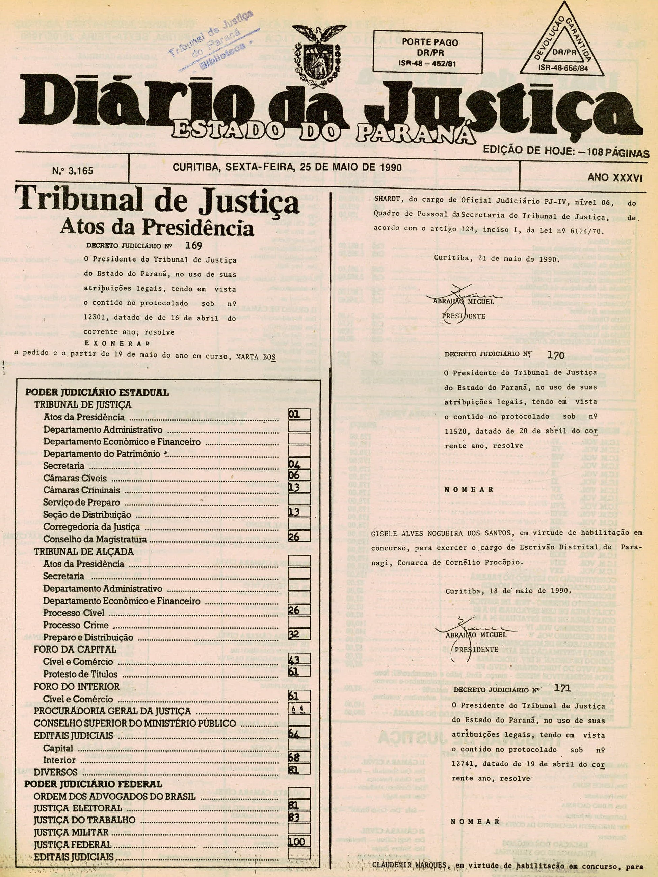 Tribunal de Justiça
do Paraná
Biblioteca
PORTE PAGO
DR/PR
ISR-48 – 452/81
DEVOLUÇÃO GARANTIDA
DR/PR
ISR-48-656/84
Diário da Justiça
ESTADO DO PARANÁ
EDIÇÃO DE HOJE: – 108 PÁGINAS
N.º 3.165
CURITIBA, SEXTA-FEIRA, 25 DE MAIO DE 1990
ANO XXXVI
Tribunal de Justiça
Atos da Presidência
DECRETO JUDICIÁRIO Nº 169
O Presidente do Tribunal de Justiça
do Estado do Paraná, no uso de suas
atribuições legais, tendo em vista
o contido no protocolado sob nº
12301, datado de de 16 de abril do
corrente ano, resolve
E X O N E R A R
a pedido e a partir de 19 de maio do ano em curso, MARTA BOS
PODER JUDICIÁRIO ESTADUAL
TRIBUNAL DE JUSTIÇA
Atos da Presidência 01
Departamento Administrativo
Departamento Econômico e Financeiro
Departamento do Patrimônio
Secretaria 04
Câmaras Cíveis 06
Câmaras Criminais 13
Serviço de Preparo
Seção de Distribuição 13
Corregedoria da Justiça
Conselho da Magistratura 26
TRIBUNAL DE ALÇADA
Atos da Presidência
Secretaria
Departamento Administrativo
Departamento Econômico e Financeiro
Processo Cível 26
Processo Crime
Preparo e Distribuição 32
FORO DA CAPITAL
Cível e Comércio 43
Protesto de Títulos 61
FORO DO INTERIOR
Cível e Comércio 61
PROCURADORIA GERAL DA JUSTIÇA
CONSELHO SUPERIOR DO MINISTÉRIO PÚBLICO
EDITAIS JUDICIAIS 64
Capital
Interior 68
DIVERSOS 81
PODER JUDICIÁRIO FEDERAL
ORDEM DOS ADVOGADOS DO BRASIL
JUSTIÇA ELEITORAL 81
JUSTIÇA DO TRABALHO 83
JUSTIÇA MILITAR
JUSTIÇA FEDERAL 100
EDITAIS JUDICIAIS
SHARDT, do cargo de Oficial Judiciário PJ-IV, nível 06, do
Quadro de Pessoal da Secretaria do Tribunal de Justiça, de
acordo com o artigo 124, inciso I, da Lei nº 6174/70.
Curitiba, 21 de maio de 1990.
ABRAHÃO MIGUEL
PRESIDENTE
DECRETO JUDICIÁRIO Nº 170
O Presidente do Tribunal de Justiça
do Estado do Paraná, no uso de suas
atribuições legais, tendo em vista
o contido no protocolado sob nº
11520, datado de 20 de abril do cor
rente ano, resolve
N O M E A R
GISELE ALVES NOGUEIRA DOS SANTOS, em virtude de habilitação em
concurso, para exercer o cargo de Escrivão Distrital de Para-
nagi, Comarca de Cornélio Procópio.
Curitiba, 18 de maio de 1990.
ABRAHÃO MIGUEL
PRESIDENTE
DECRETO JUDICIÁRIO Nº 171
O Presidente do Tribunal de Justiça
do Estado do Paraná, no uso de suas
atribuições legais, tendo em vista
o contido no protocolado sob nº
12741, datado de 19 de abril do cor
rente ano, resolve
N O M E A R
CLAUDEMIR MARQUES, em virtude de habilitação em concurso, para